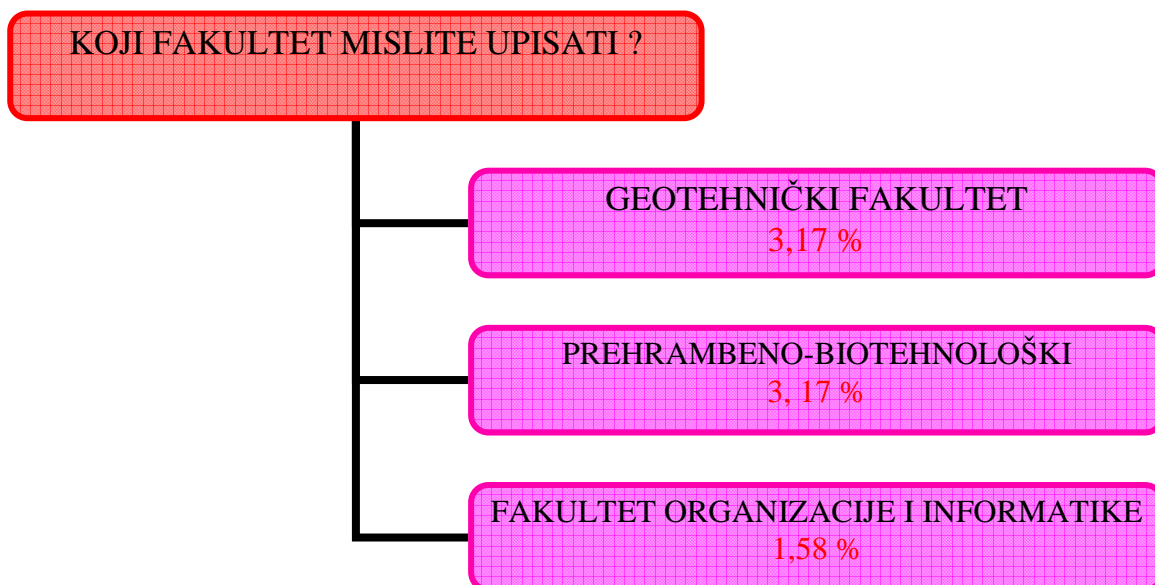 KOJI FAKULTET MISLITE UPISATI ?
GEOTEHNIČKI FAKULTET
3,17 %
PREHRAMBENO-BIOTEHNOLOŠKI
3, 17 %
FAKULTET ORGANIZACIJE I INFORMATIKE
1,58 %